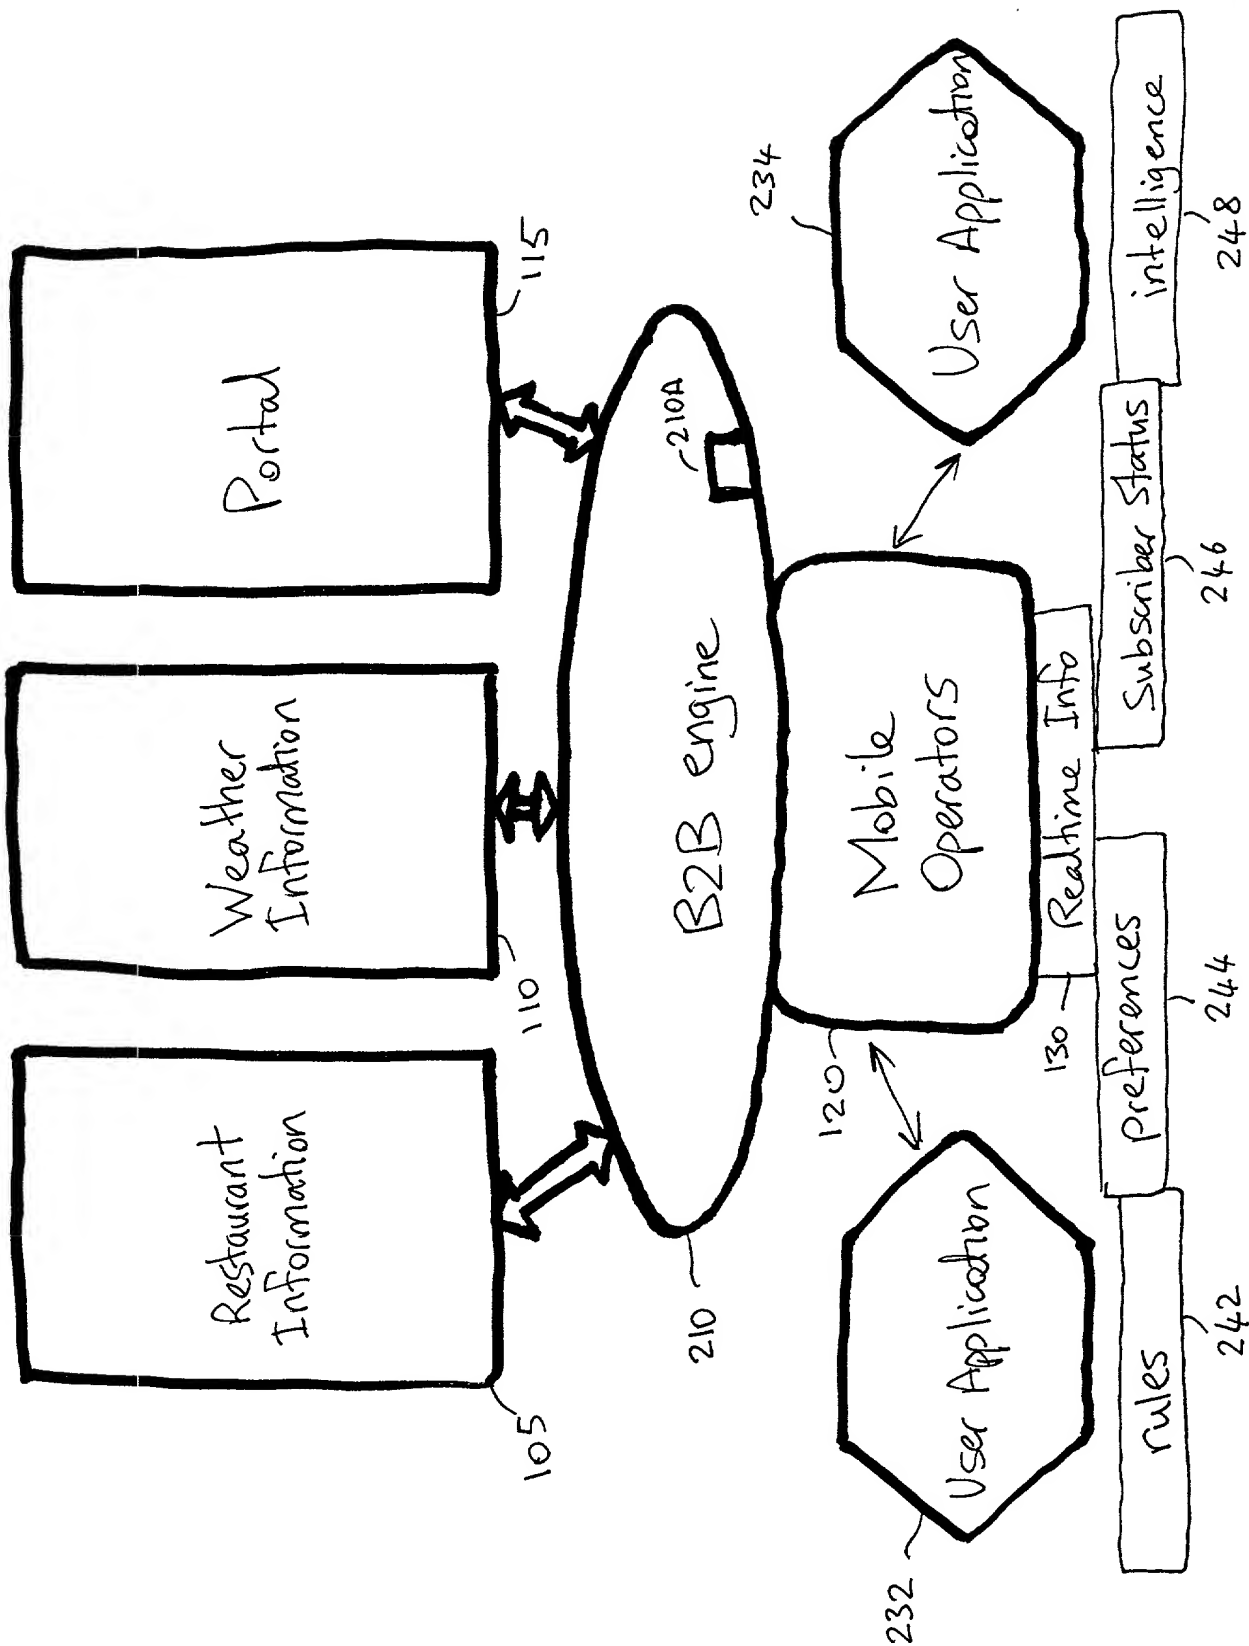 Restaurant
Information
105
Weather
Information
110
Portal
115
B2B engine
210
210A
Mobile
Operators
120
Realtime Info
130
User Application
232
User Application
234
rules
242
preferences
244
Subscriber Status
246
intelligence
248